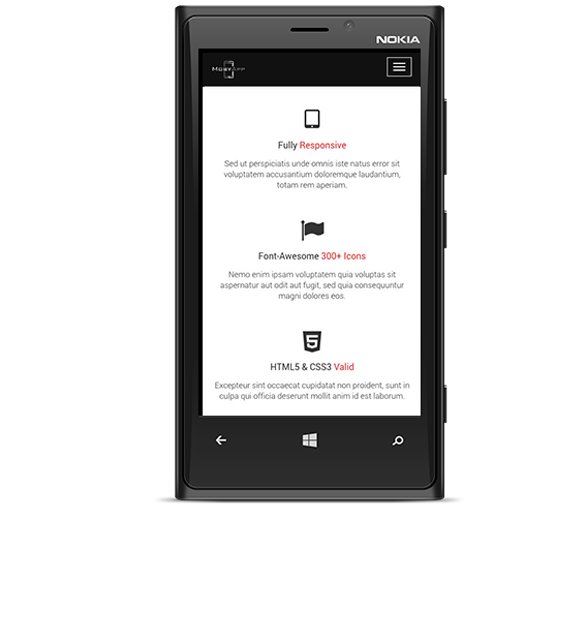 NOKIA
MOBYAPP
Fully Responsive
Sed ut perspiciatis unde omnis iste natus error sit
voluptatem accusantium doloremque laudantium,
totam rem aperiam.
Font-Awesome 300+ Icons
Nemo enim ipsam voluptatem quia voluptas sit
aspernatur aut odit aut fugit, sed quia consequuntur
magni dolores eos.
HTML5 & CSS3 Valid
Excepteur sint occaecat cupidatat non proident, sunt in
culpa qui officia deserunt mollit anim id est laborum.